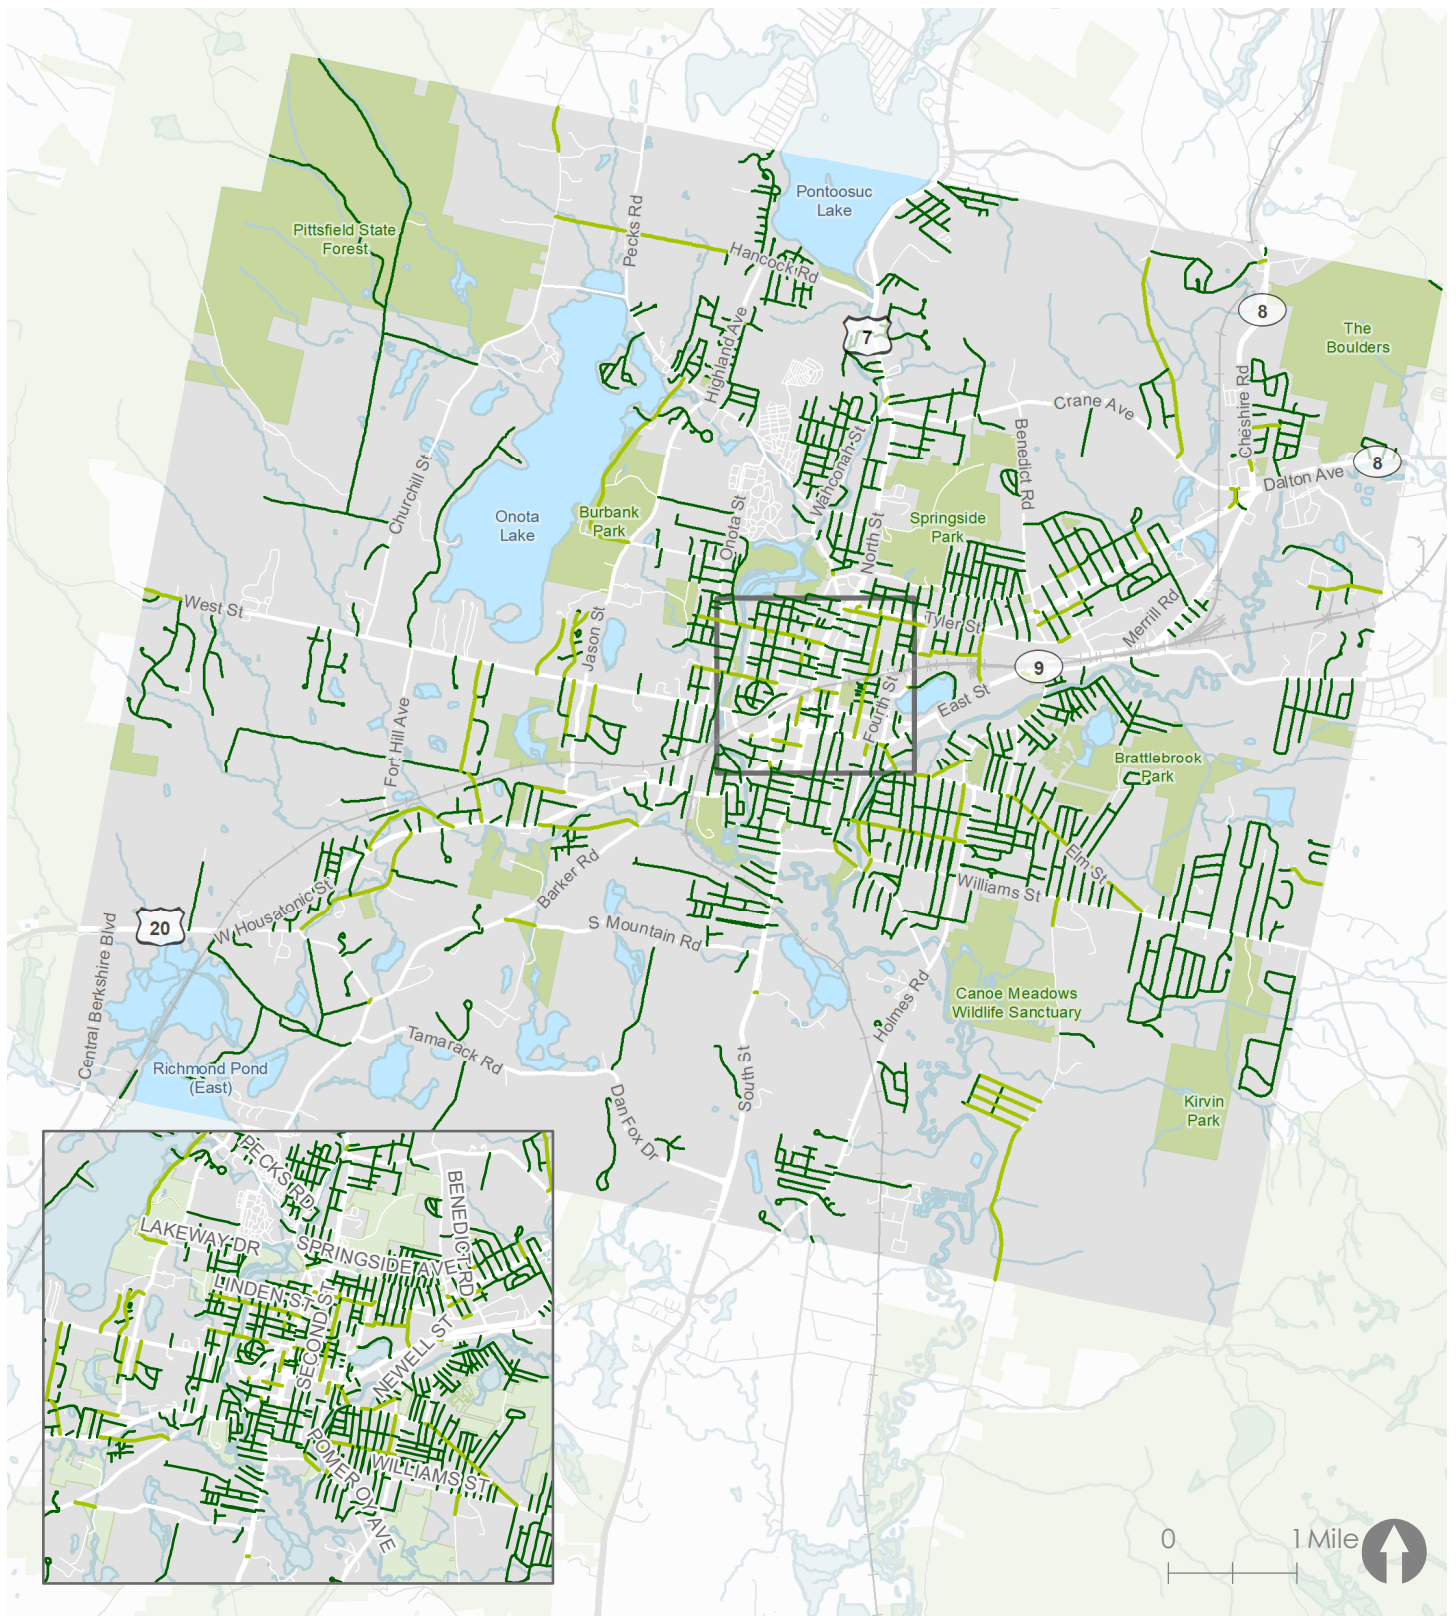 Pontoosuc
Lake
Pecks Rd
Pittsfield State
Forest
Hancock Rd
8
7
The
Boulders
Highland Ave
Crane Ave
Cheshire Rd
Benedict Rd
Wahconah St
8
Dalton Ave
Churchill St
Onota
Lake
Burbank
Park
Onota St
North St
Springside
Park
West St
Jason St
Tyler St
Merrill Rd
9
East St
Fourth St
Fort Hill Ave
Brattlebrook
Park
Elm St
Barker Rd
Williams St
W Housatonic St
20
S Mountain Rd
Central Berkshire Blvd
Holmes Rd
Canoe Meadows
Wildlife Sanctuary
Tamarack Rd
Richmond Pond
(East)
South St
Dan Fox Dr
Kirvin
Park
PECKS RD
BENEDICT RD
LAKEWAY DR
SPRINGSIDE AVE
LINDEN ST
SECOND ST
NEWELL ST
POMEROY AVE
WILLIAMS ST
0 1 Mile